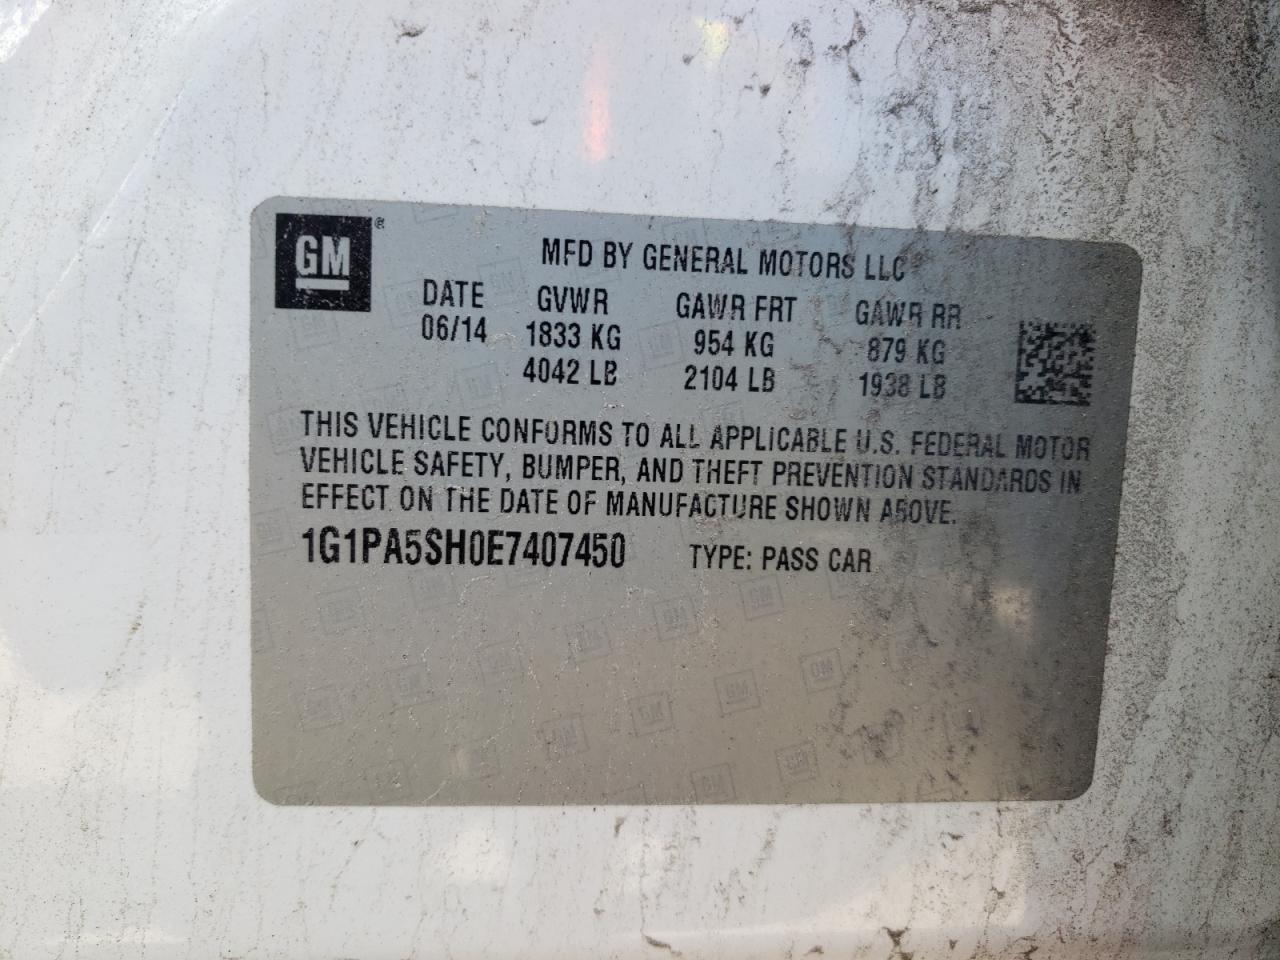 GM®
MFD BY GENERAL MOTORS LLC
DATE GVWR GAWR FRT GAWR RR
06/14 1833 KG 954 KG 879 KG
4042 LB 2104 LB 1938 LB
THIS VEHICLE CONFORMS TO ALL APPLICABLE U.S. FEDERAL MOTOR
VEHICLE SAFETY, BUMPER, AND THEFT PREVENTION STANDARDS IN
EFFECT ON THE DATE OF MANUFACTURE SHOWN ABOVE.
1G1PA5SH0E7407450 TYPE: PASS CAR